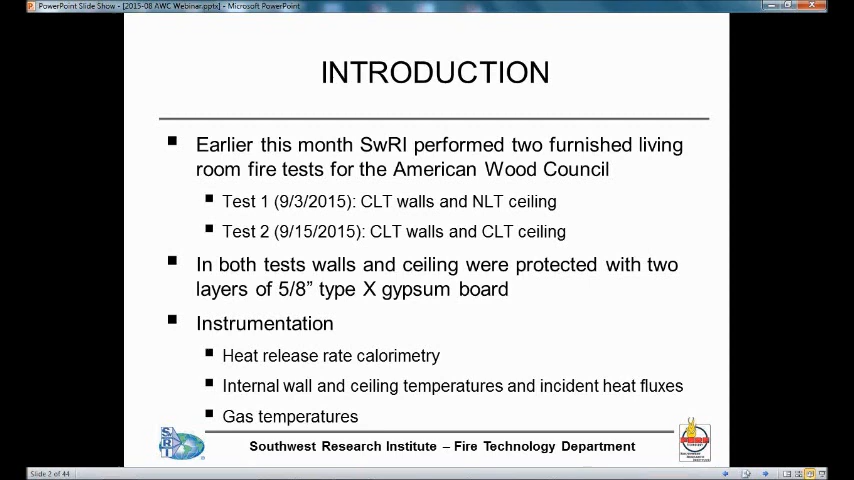 PowerPoint Slide Show - [2015-08 AWC Webinar.pptx] - Microsoft PowerPoint
INTRODUCTION
Earlier this month SwRI performed two furnished living
room fire tests for the American Wood Council
Test 1 (9/3/2015): CLT walls and NLT ceiling
Test 2 (9/15/2015): CLT walls and CLT ceiling
In both tests walls and ceiling were protected with two
layers of 5/8” type X gypsum board
Instrumentation
Heat release rate calorimetry
Internal wall and ceiling temperatures and incident heat fluxes
Gas temperatures
Southwest Research Institute – Fire Technology Department
Slide 2 of 44